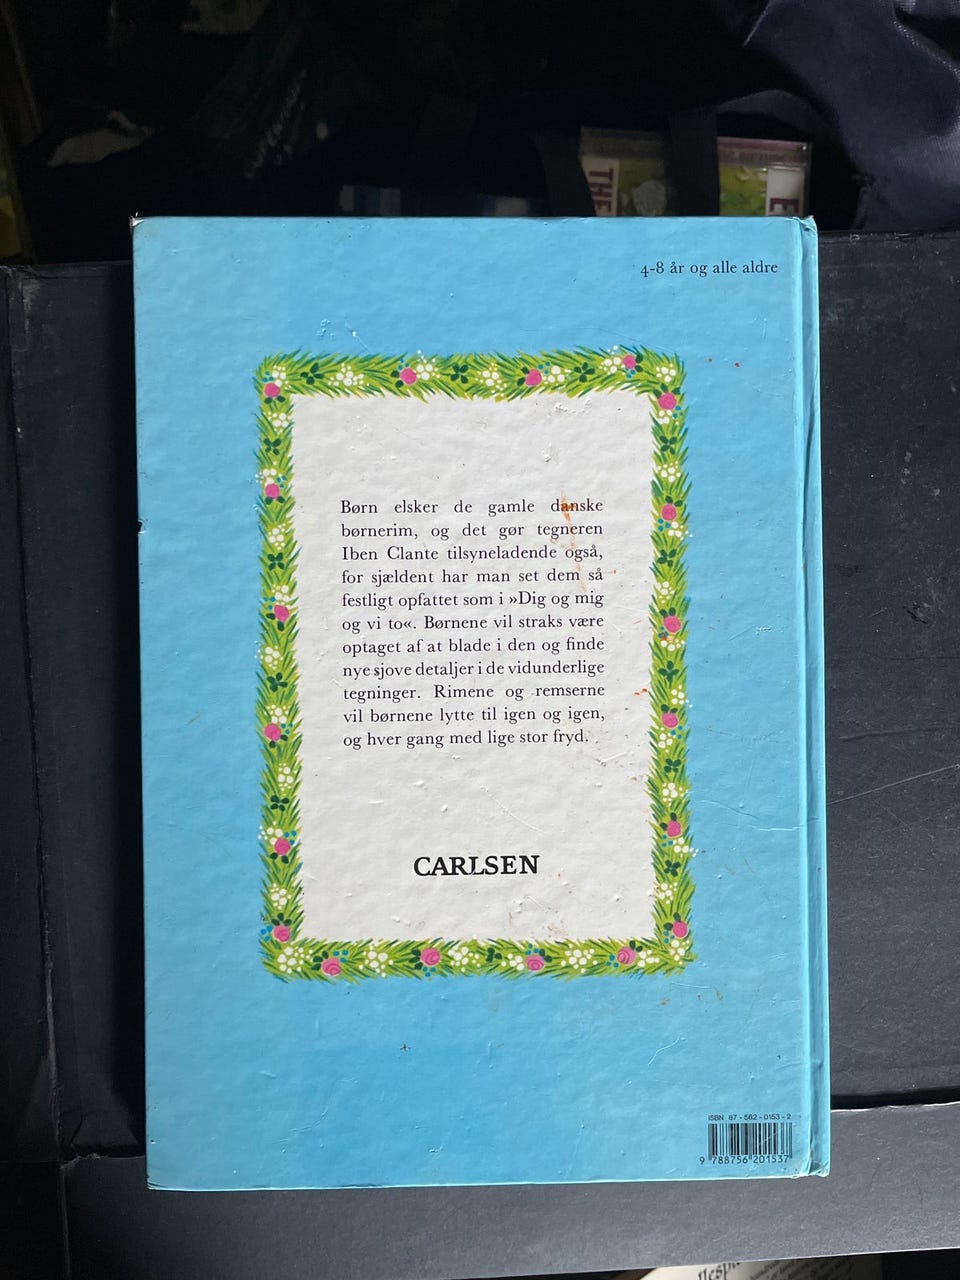 THE
E
4-8 år og alle aldre
Børn elsker de gamle danske
børnerim, og det gør tegneren
Iben Clante tilsyneladende også,
for sjældent har man set dem så
festligt opfattet som i »Dig og mig
og vi to«. Børnene vil straks være
optaget af at blade i den og finde
nye sjove detaljer i de vidunderlige
tegninger. Rimene og remserne
vil børnene lytte til igen og igen,
og hver gang med lige stor fryd.
CARLSEN
ISBN 87-562-0153-2
9 788756 201537